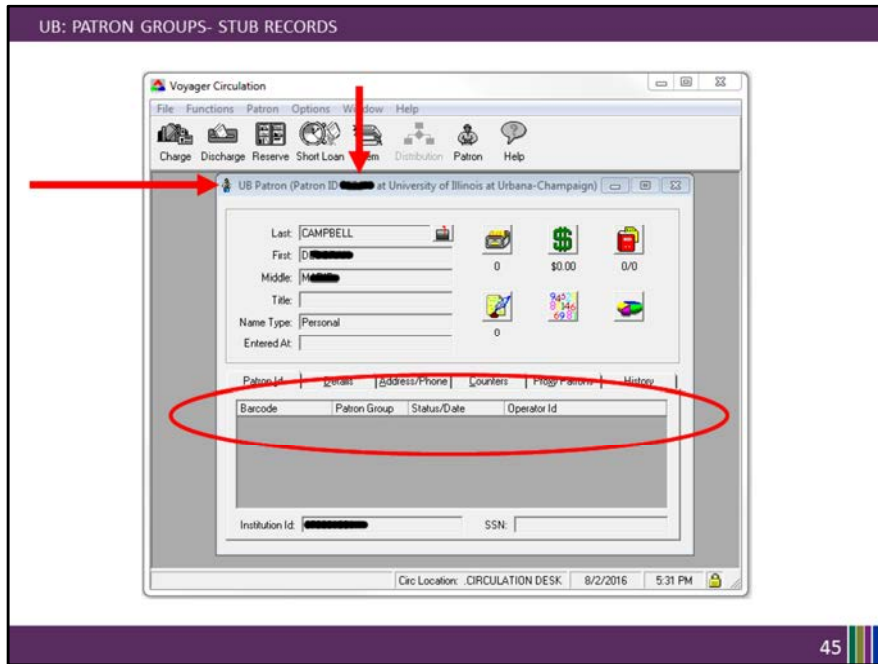 UB: PATRON GROUPS- STUB RECORDS
Voyager Circulation
File Functions Patron Options Window Help
Charge Discharge Reserve Short Loan Distribution Patron Help
UB Patron (Patron ID at University of Illinois at Urbana-Champaign)
Last: CAMPBELL
First: D
Middle: M
Title:
Name Type: Personal
Entered At:
0 $0.00 0/0
0
Patron Id Details Address/Phone Counters Proxy Patrons History
Barcode Patron Group Status/Date Operator Id
Institution Id: SSN:
Circ Location: .CIRCULATION DESK 8/2/2016 5:31 PM
45